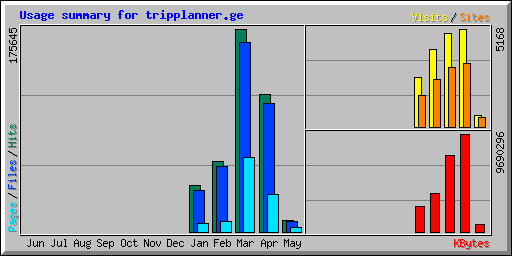 Usage summary for tripplanner.ge
Visits / Sites
175645
5168
Pages / Files / Hits
9690296
Jun Jul Aug Sep Oct Nov Dec Jan Feb Mar Apr May
KBytes